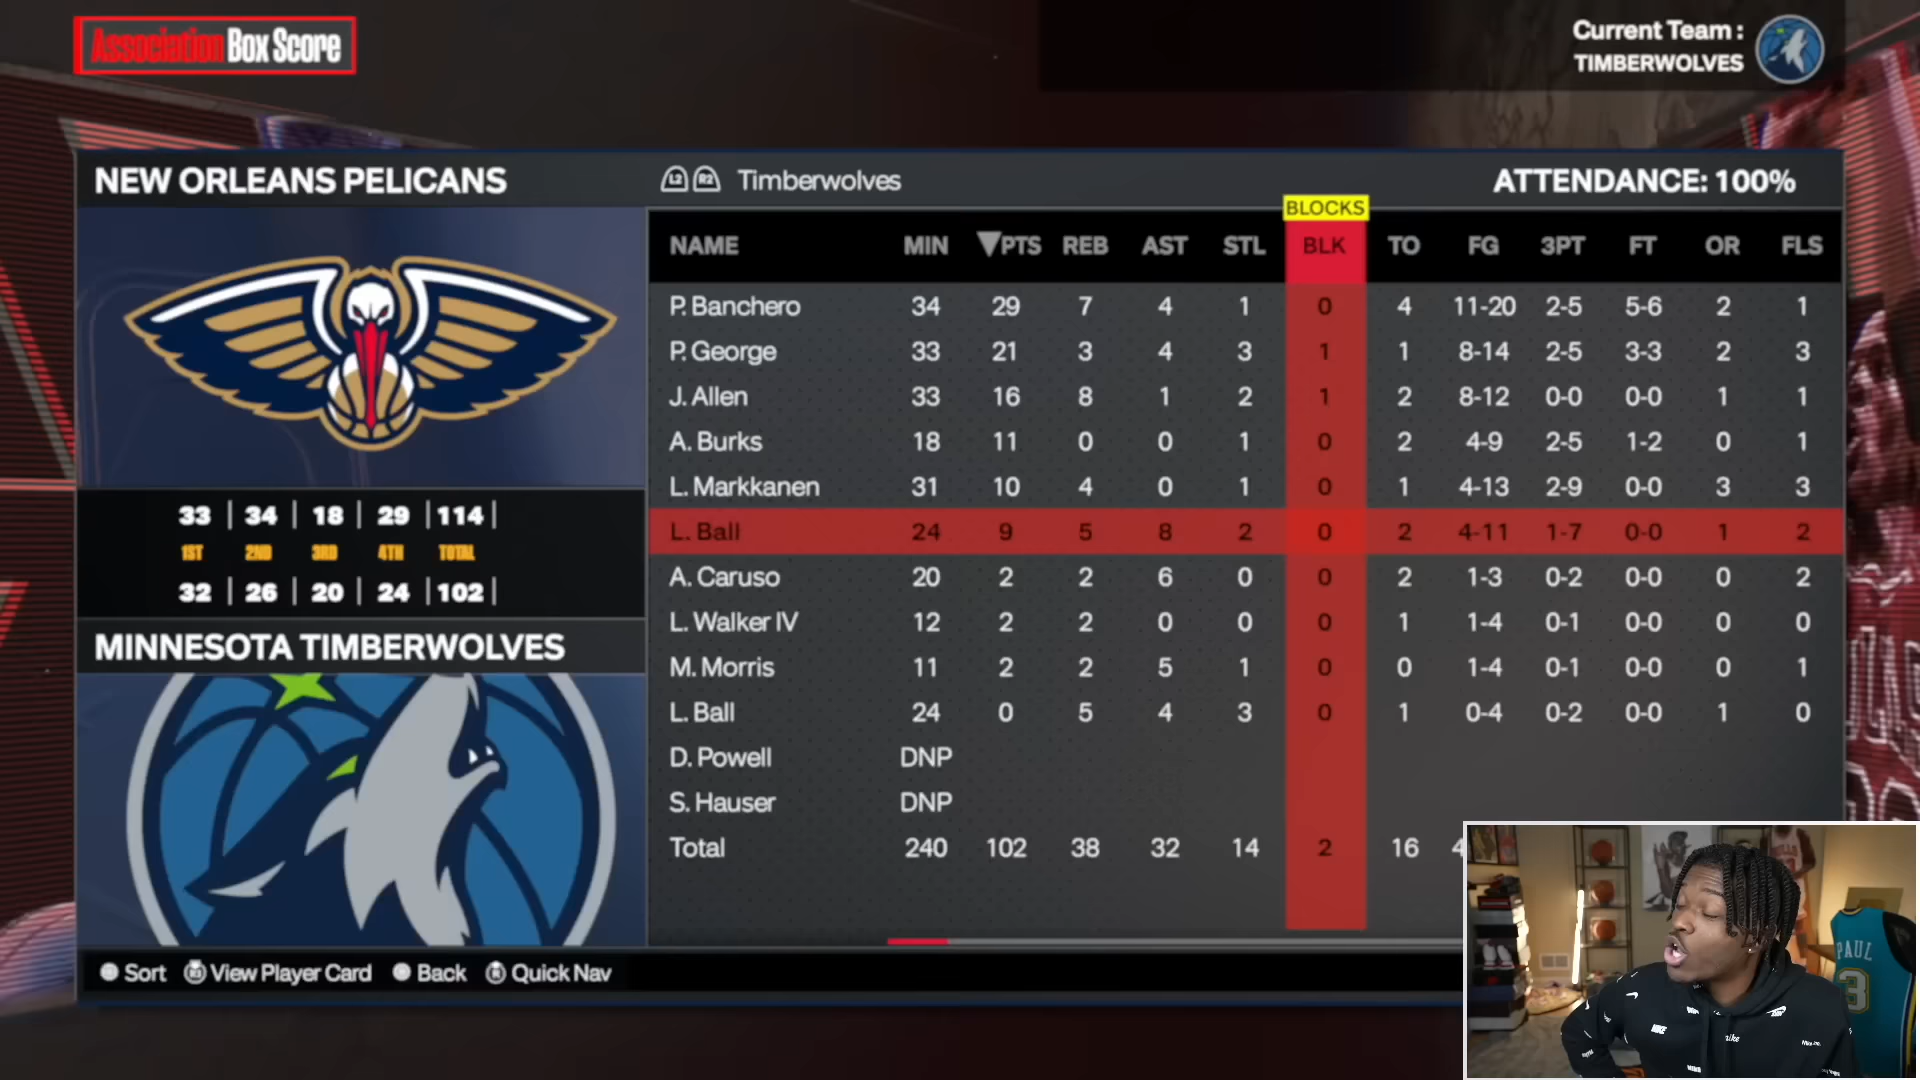 Association Box Score
Current Team :
TIMBERWOLVES
NEW ORLEANS PELICANS
L2 R2 Timberwolves
ATTENDANCE: 100%
BLOCKS
NAME MIN PTS REB AST STL BLK TO FG 3PT FT OR FLS
P. Banchero 34 29 7 4 1 0 4 11-20 2-5 5-6 2 1
P. George 33 21 3 4 3 1 1 8-14 2-5 3-3 2 3
J. Allen 33 16 8 1 2 1 2 8-12 0-0 0-0 1 1
A. Burks 18 11 0 0 1 0 2 4-9 2-5 1-2 0 1
L. Markkanen 31 10 4 0 1 0 1 4-13 2-9 0-0 3 3
L. Ball 24 9 5 8 2 0 2 4-11 1-7 0-0 1 2
A. Caruso 20 2 2 6 0 0 2 1-3 0-2 0-0 0 2
L. Walker IV 12 2 2 0 0 0 1 1-4 0-1 0-0 0 0
M. Morris 11 2 2 5 1 0 0 1-4 0-1 0-0 0 1
L. Ball 24 0 5 4 3 0 1 0-4 0-2 0-0 1 0
D. Powell DNP
S. Hauser DNP
Total 240 102 38 32 14 2 16 4
33 34 18 29 114
1ST 2ND 3RD 4TH TOTAL
32 26 20 24 102
MINNESOTA TIMBERWOLVES
Sort View Player Card Back Quick Nav
PAUL
3